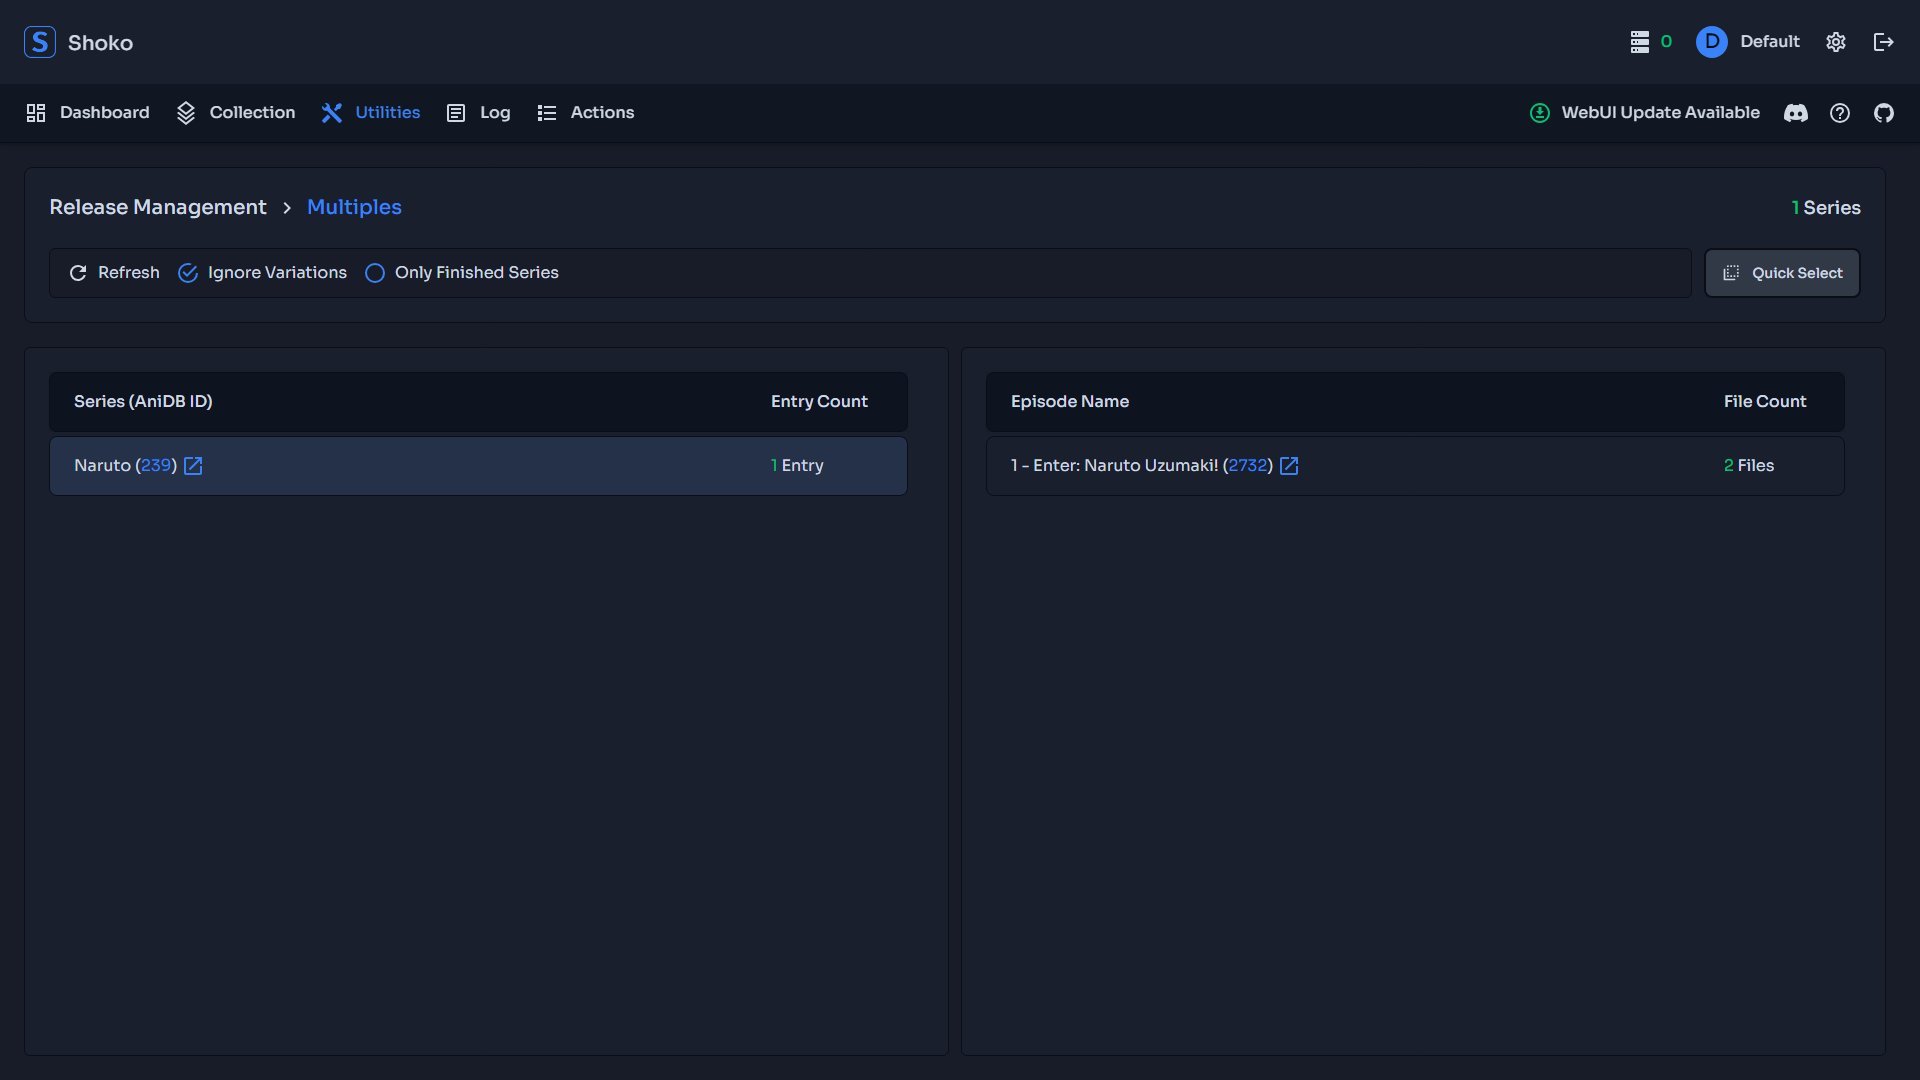 S Shoko
0 D Default
Dashboard Collection Utilities Log Actions WebUI Update Available
Release Management > Multiples 1 Series
Refresh Ignore Variations Only Finished Series Quick Select
Series (AniDB ID) Entry Count
Naruto (239) 1 Entry
Episode Name File Count
1 - Enter: Naruto Uzumaki! (2732) 2 Files